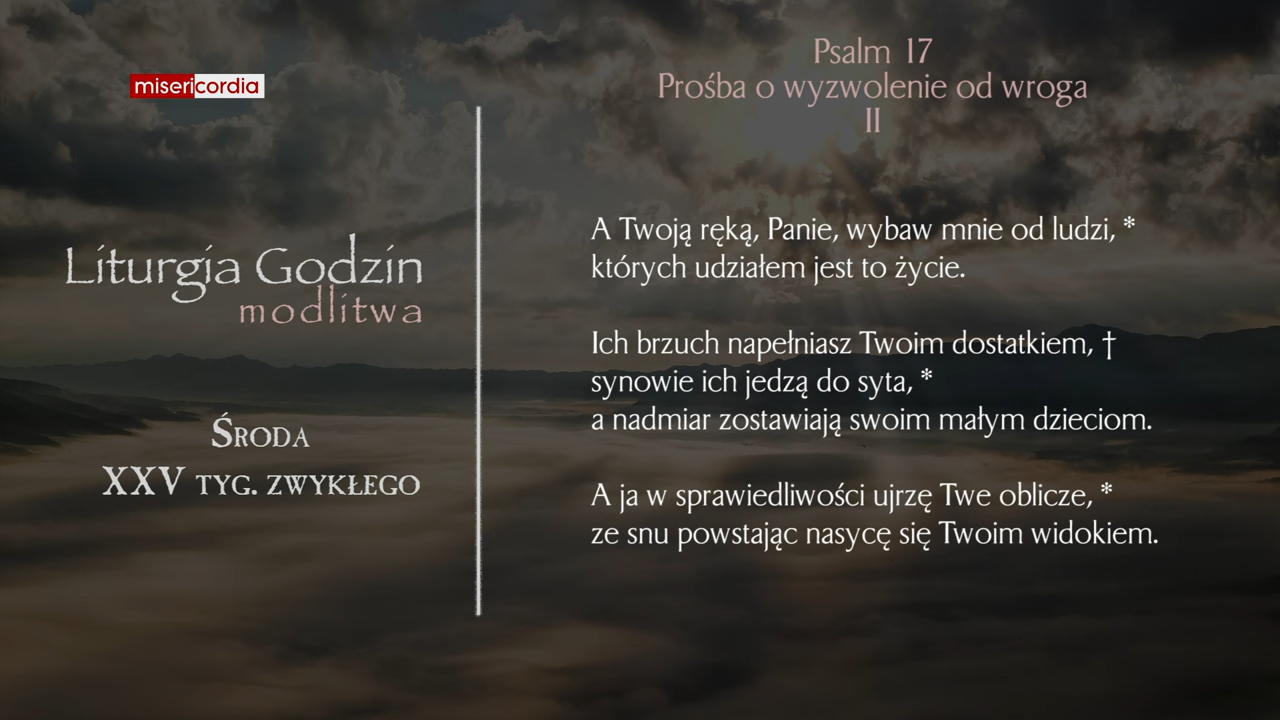 misericordia
Liturgia Godzin
modlitwa
Środa
XXV tyg. zwykłego
Psalm 17
Prośba o wyzwolenie od wroga
II
A Twoją ręką, Panie, wybaw mnie od ludzi, *
których udziałem jest to życie.
Ich brzuch napełniasz Twoim dostatkiem, †
synowie ich jedzą do syta, *
a nadmiar zostawiają swoim małym dzieciom.
A ja w sprawiedliwości ujrzę Twe oblicze, *
ze snu powstając nasycę się Twoim widokiem.